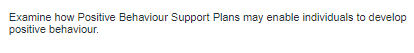 Examine how Positive Behaviour Support Plans may enable individuals to develop
positive behaviour.